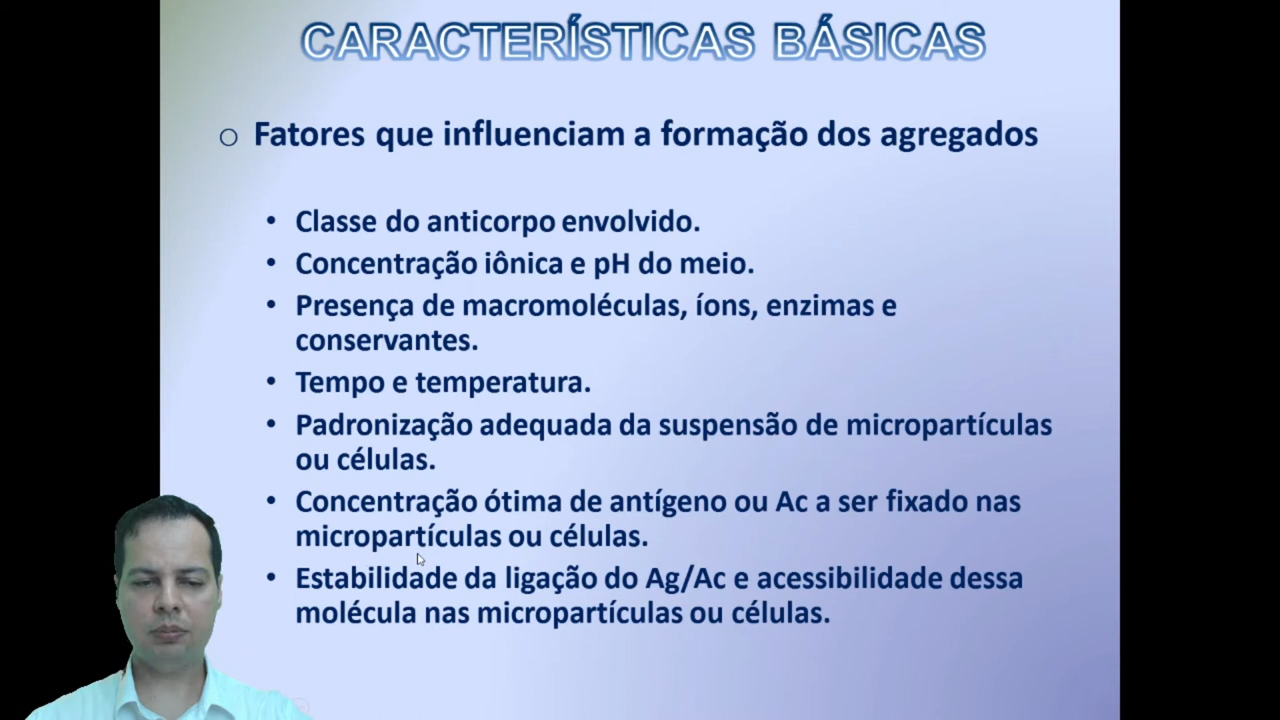 CARACTERÍSTICAS BÁSICAS
o Fatores que influenciam a formação dos agregados
• Classe do anticorpo envolvido.
• Concentração iônica e pH do meio.
• Presença de macromoléculas, íons, enzimas e
conservantes.
• Tempo e temperatura.
• Padronização adequada da suspensão de micropartículas
ou células.
• Concentração ótima de antígeno ou Ac a ser fixado nas
micropartículas ou células.
• Estabilidade da ligação do Ag/Ac e acessibilidade dessa
molécula nas micropartículas ou células.